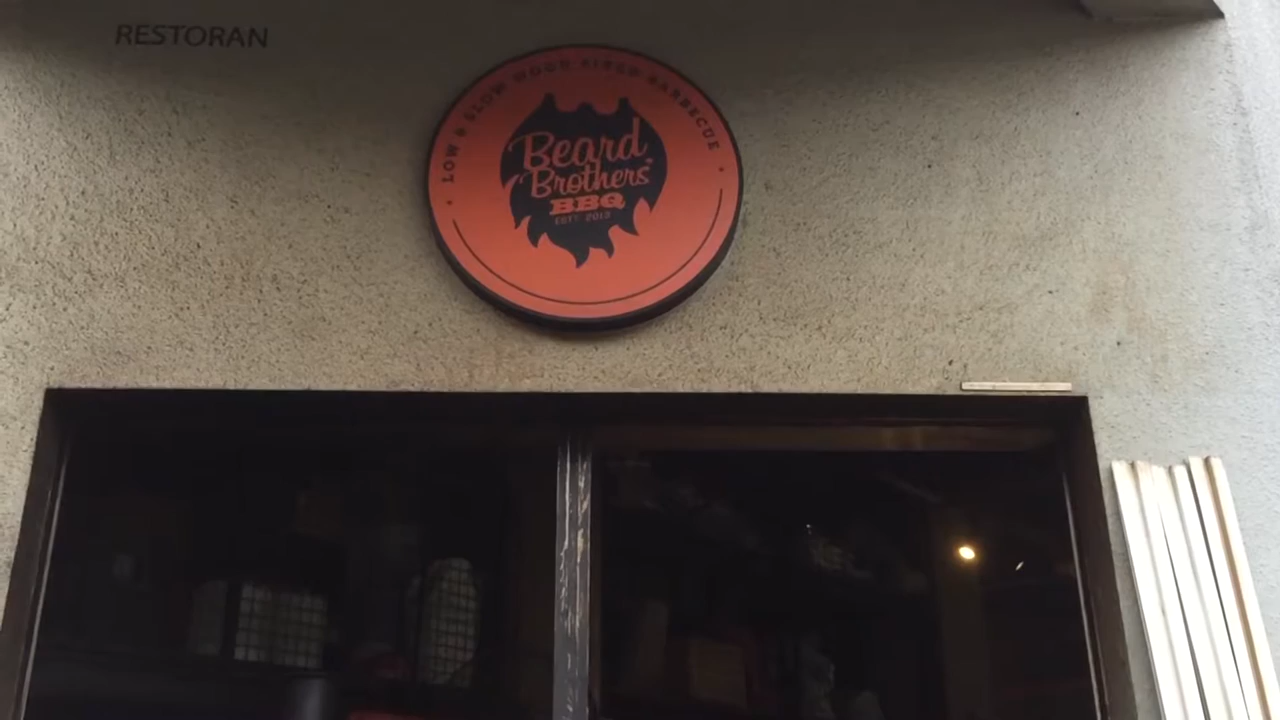 RESTORAN
LOW & SLOW WOOD FIRED BARBECUE
Beard
Brothers'
BBQ
EST. 2013